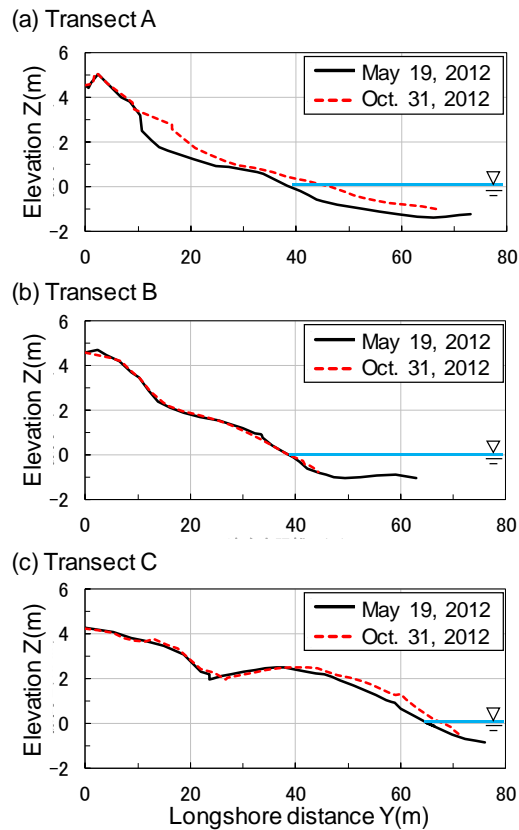 (a) Transect A
Elevation Z(m)
6
4
2
0
-2
0
20
40
60
80
May 19, 2012
Oct. 31, 2012
(b) Transect B
Elevation Z(m)
6
4
2
0
-2
0
20
40
60
80
May 19, 2012
Oct. 31, 2012
(c) Transect C
Elevation Z(m)
6
4
2
0
-2
0
20
40
60
80
May 19, 2012
Oct. 31, 2012
Longshore distance Y(m)